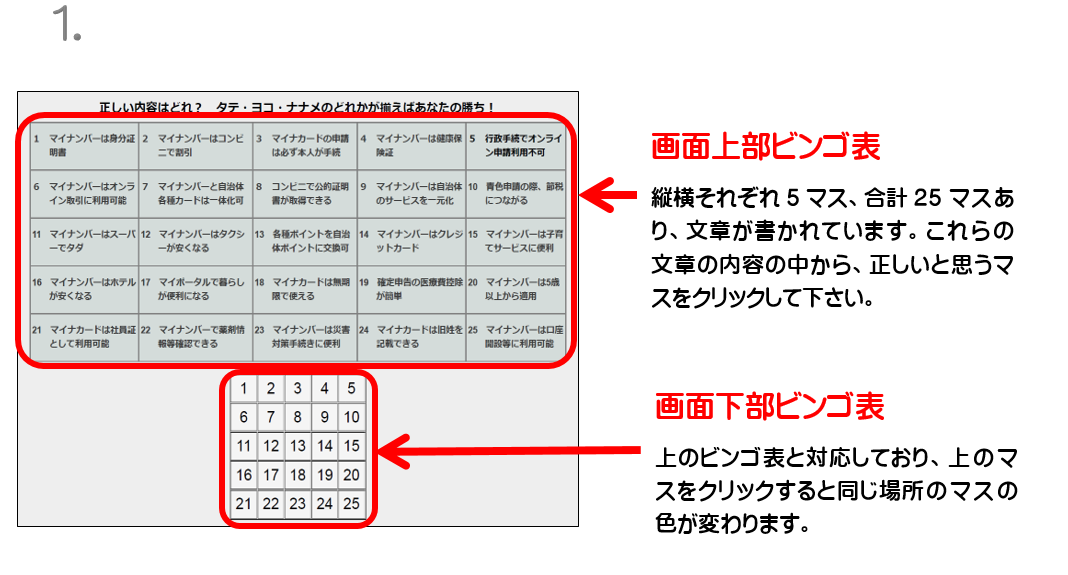 1.
正しい内容はどれ？　タテ・ヨコ・ナナメのどれかが揃えばあなたの勝ち！
1 マイナンバーは身分証明書
2 マイナンバーはコンビニで割引
3 マイナカードの申請は必ず本人が手続
4 マイナンバーは健康保険証
5 行政手続でオンライン申請利用不可
6 マイナンバーはオンライン取引に利用可能
7 マイナンバーと自治体各種カードは一体化可
8 コンビニで公的証明書が取得できる
9 マイナンバーは自治体のサービスを一元化
10 青色申請の際、節税につながる
11 マイナンバーはスーパーでタダ
12 マイナンバーはタクシーが安くなる
13 各種ポイントを自治体ポイントに交換可
14 マイナンバーはクレジットカード
15 マイナンバーは子育てサービスに便利
16 マイナンバーはホテルが安くなる
17 マイポータルで暮らしが便利になる
18 マイナカードは無期限で使える
19 確定申告の医療費控除が簡単
20 マイナンバーは5歳以上から適用
21 マイナカードは社員証として利用可能
22 マイナンバーで薬剤情報等確認できる
23 マイナンバーは災害対策手続きに便利
24 マイナカードは旧姓を記載できる
25 マイナンバーは口座開設等に利用可能
1 2 3 4 5
6 7 8 9 10
11 12 13 14 15
16 17 18 19 20
21 22 23 24 25
画面上部ビンゴ表
縦横それぞれ 5 マス、合計 25 マスあ
り、文章が書かれています。これらの
文章の内容の中から、正しいと思うマ
スをクリックして下さい。
画面下部ビンゴ表
上のビンゴ表と対応しており、上のマ
スをクリックすると同じ場所のマスの
色が変わります。